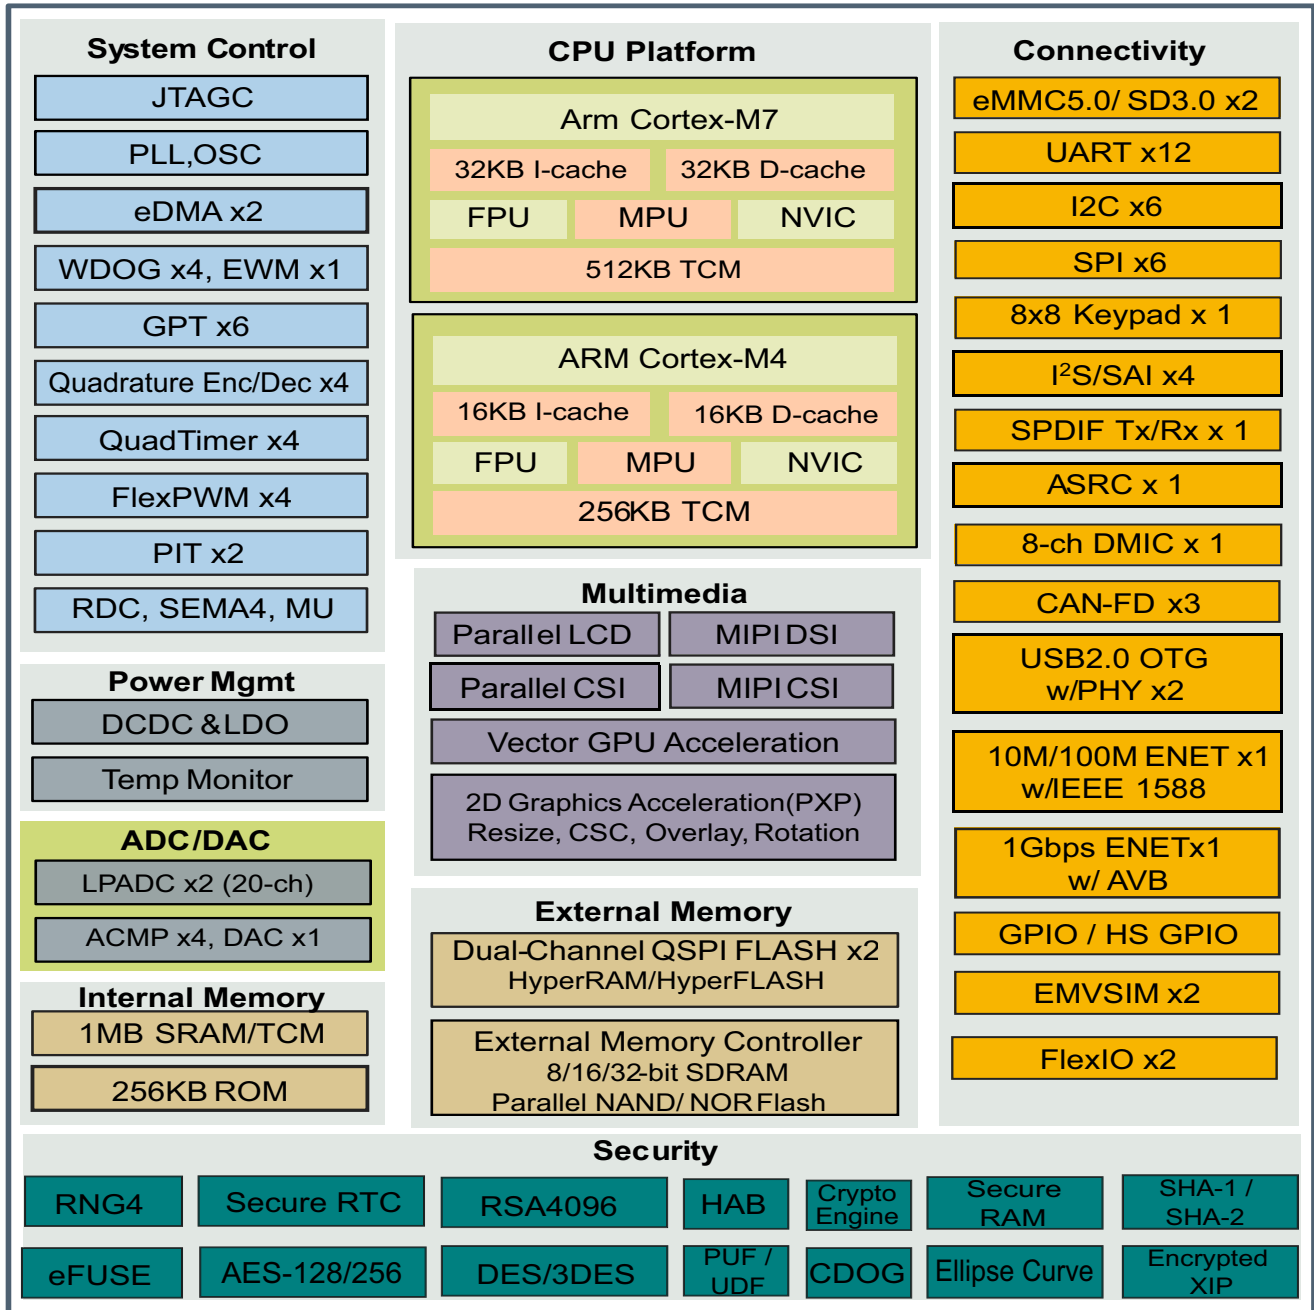 System Control
JTAGC
PLL,OSC
eDMA x2
WDOG x4, EWM x1
GPT x6
Quadrature Enc/Dec x4
QuadTimer x4
FlexPWM x4
PIT x2
RDC, SEMA4, MU
Power Mgmt
DCDC &LDO
Temp Monitor
ADC/DAC
LPADC x2 (20-ch)
ACMP x4, DAC x1
Internal Memory
1MB SRAM/TCM
256KB ROM
CPU Platform
Arm Cortex-M7
32KB I-cache
32KB D-cache
FPU
MPU
NVIC
512KB TCM
ARM Cortex-M4
16KB I-cache
16KB D-cache
FPU
MPU
NVIC
256KB TCM
Multimedia
Parallel LCD
MIPI DSI
Parallel CSI
MIPI CSI
Vector GPU Acceleration
2D Graphics Acceleration(PXP)
Resize, CSC, Overlay, Rotation
External Memory
Dual-Channel QSPI FLASH x2
HyperRAM/HyperFLASH
External Memory Controller
8/16/32-bit SDRAM
Parallel NAND/ NOR Flash
Connectivity
eMMC5.0/ SD3.0 x2
UART x12
I2C x6
SPI x6
8x8 Keypad x 1
I²S/SAI x4
SPDIF Tx/Rx x 1
ASRC x 1
8-ch DMIC x 1
CAN-FD x3
USB2.0 OTG
w/PHY x2
10M/100M ENET x1
w/IEEE 1588
1Gbps ENETx1
w/ AVB
GPIO / HS GPIO
EMVSIM x2
FlexIO x2
Security
RNG4
Secure RTC
RSA4096
HAB
Crypto
Engine
Secure
RAM
SHA-1 /
SHA-2
eFUSE
AES-128/256
DES/3DES
PUF /
UDF
CDOG
Ellipse Curve
Encrypted
XIP